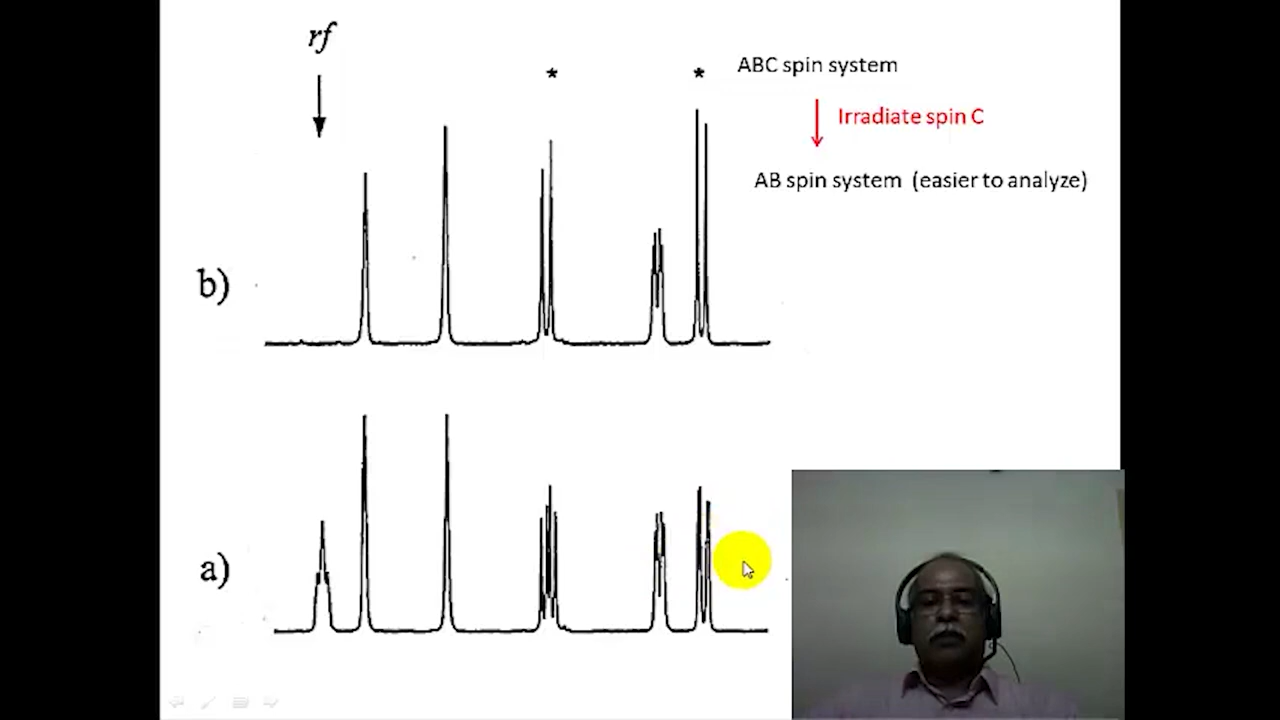 rf
* * ABC spin system
Irradiate spin C
AB spin system (easier to analyze)
b)
a)